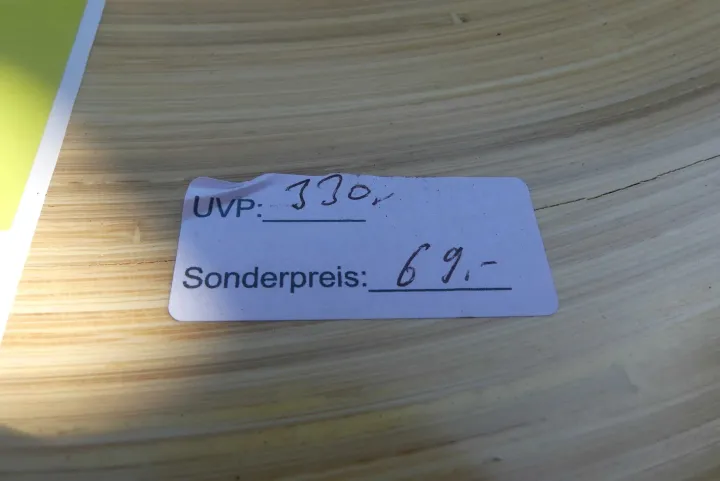 UVP: 330,-
Sonderpreis: 69.-